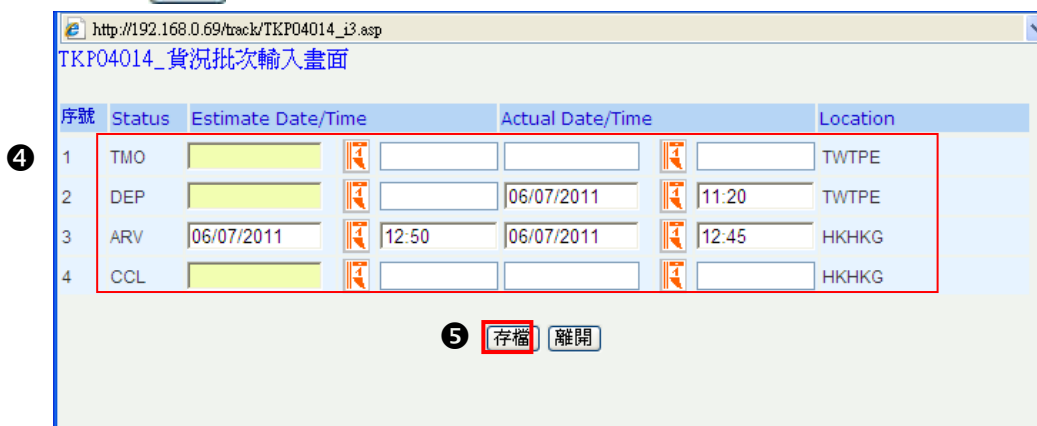 http://192.168.0.69/track/TKP04014_i3.asp
TKP04014_貨況批次輸入畫面
序號 Status Estimate Date/Time Actual Date/Time Location
❹ 1 TMO TWTPE
2 DEP 06/07/2011 11:20 TWTPE
3 ARV 06/07/2011 12:50 06/07/2011 12:45 HKHKG
4 CCL HKHKG
❺ 存檔 離開